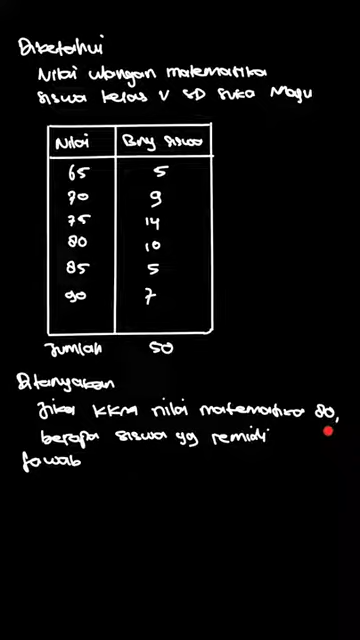 Diketahui
Nilai ulangan matematika
siswa kelas V SD Suka Maju
Nilai Bny siswa
65 5
70 9
75 14
80 10
85 5
90 7
Jumlah 50
Ditanyakan
Jika KKM nilai matematika 80,
berapa siswa yg remidi
Jawab